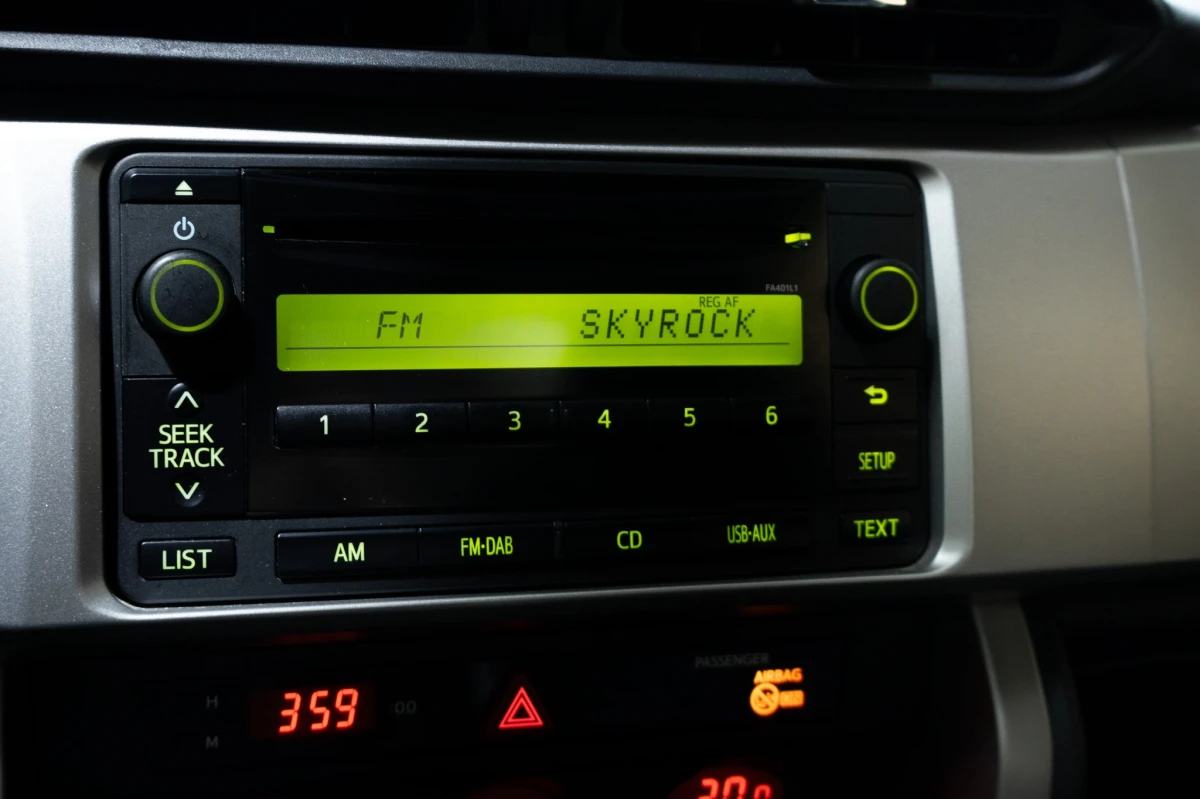 FA401L1
REG AF
FM SKYROCK
1 2 3 4 5 6
SEEK
TRACK
SETUP
TEXT
LIST
AM FM·DAB CD USB·AUX
PASSENGER
AIRBAG
H
359 :00
M